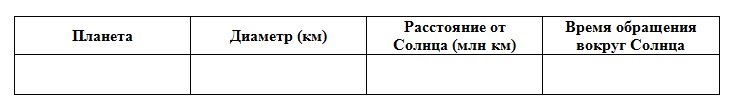 Планета
Диаметр (км)
Расстояние от
Солнца (млн км)
Время обращения
вокруг Солнца